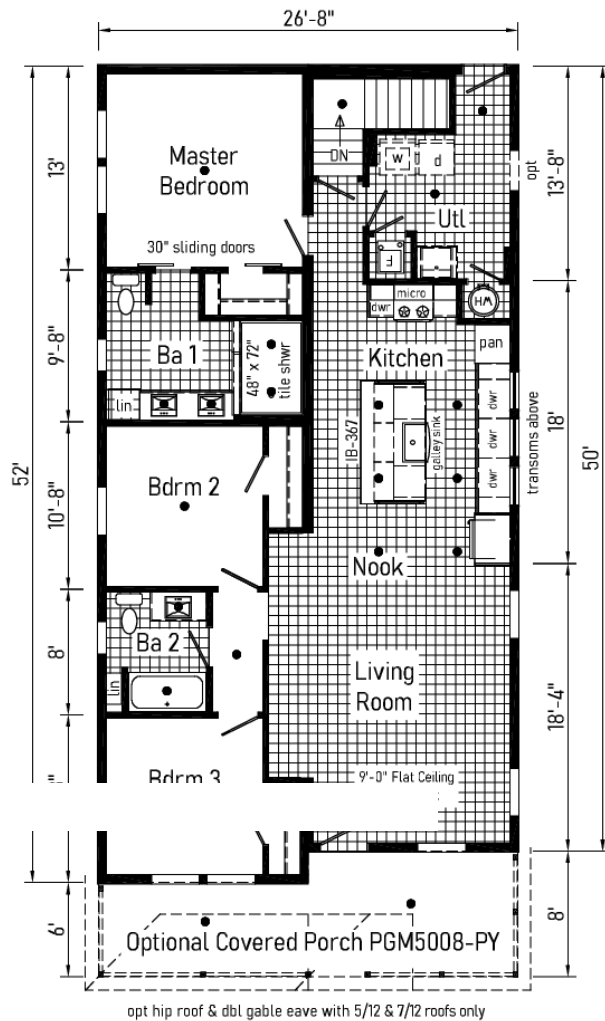 26'-8"
13'
9'-8"
10'-8"
8'
52'
6'
Master
Bedroom
30" sliding doors
DN
w
d
Utl
F
opt
13'-8"
micro
dwr
WH
Kitchen
pan
Ba 1
lin
48" x 72"
tile shwr
IB-367
galley sink
dwr
dwr
dwr
transoms above
18'
50'
Bdrm 2
Nook
Ba 2
lin
Living
Room
18'-4"
Bdrm 3
9'-0" Flat Ceiling
8'
Optional Covered Porch PGM5008-PY
opt hip roof & dbl gable eave with 5/12 & 7/12 roofs only